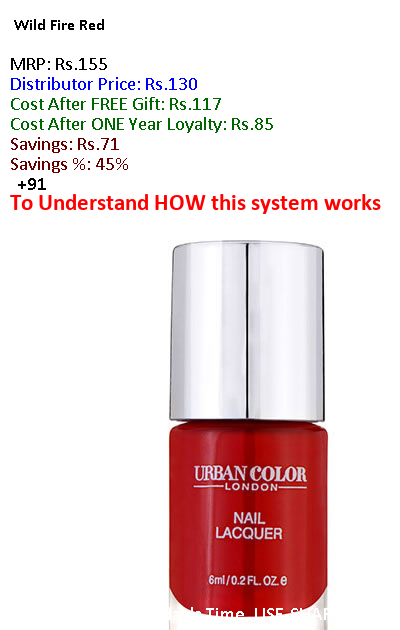 Wild Fire Red
MRP: Rs.155
Distributor Price: Rs.130
Cost After FREE Gift: Rs.117
Cost After ONE Year Loyalty: Rs.85
Savings: Rs.71
Savings %: 45%
+91
To Understand HOW this system works
URBAN COLOR
LONDON
NAIL
LACQUER
6ml/0.2 FL. OZ. e
Time, USE